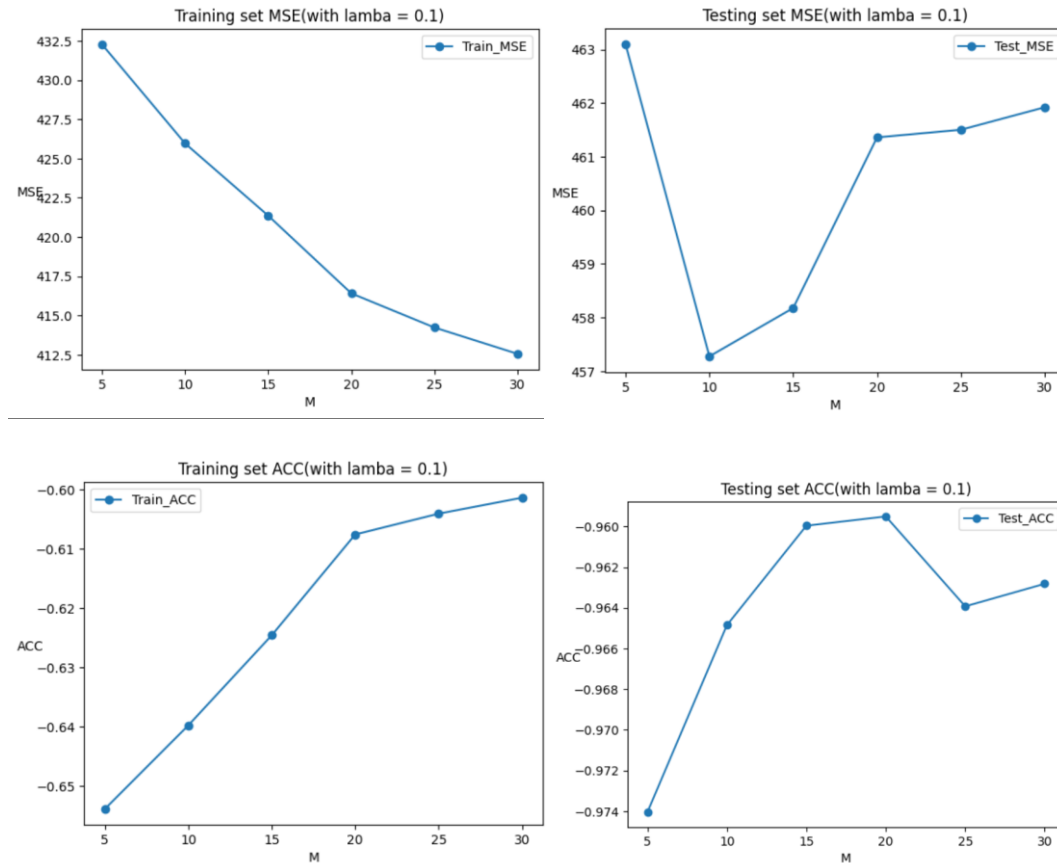 Training set MSE(with lamba = 0.1)
432.5
430.0
427.5
425.0
422.5
420.0
417.5
415.0
412.5
MSE
Train_MSE
5 10 15 20 25 30
M
Testing set MSE(with lamba = 0.1)
463
462
461
460
459
458
457
MSE
Test_MSE
5 10 15 20 25 30
M
Training set ACC(with lamba = 0.1)
−0.60
−0.61
−0.62
−0.63
−0.64
−0.65
ACC
Train_ACC
5 10 15 20 25 30
M
Testing set ACC(with lamba = 0.1)
−0.960
−0.962
−0.964
−0.966
−0.968
−0.970
−0.972
−0.974
ACC
Test_ACC
5 10 15 20 25 30
M